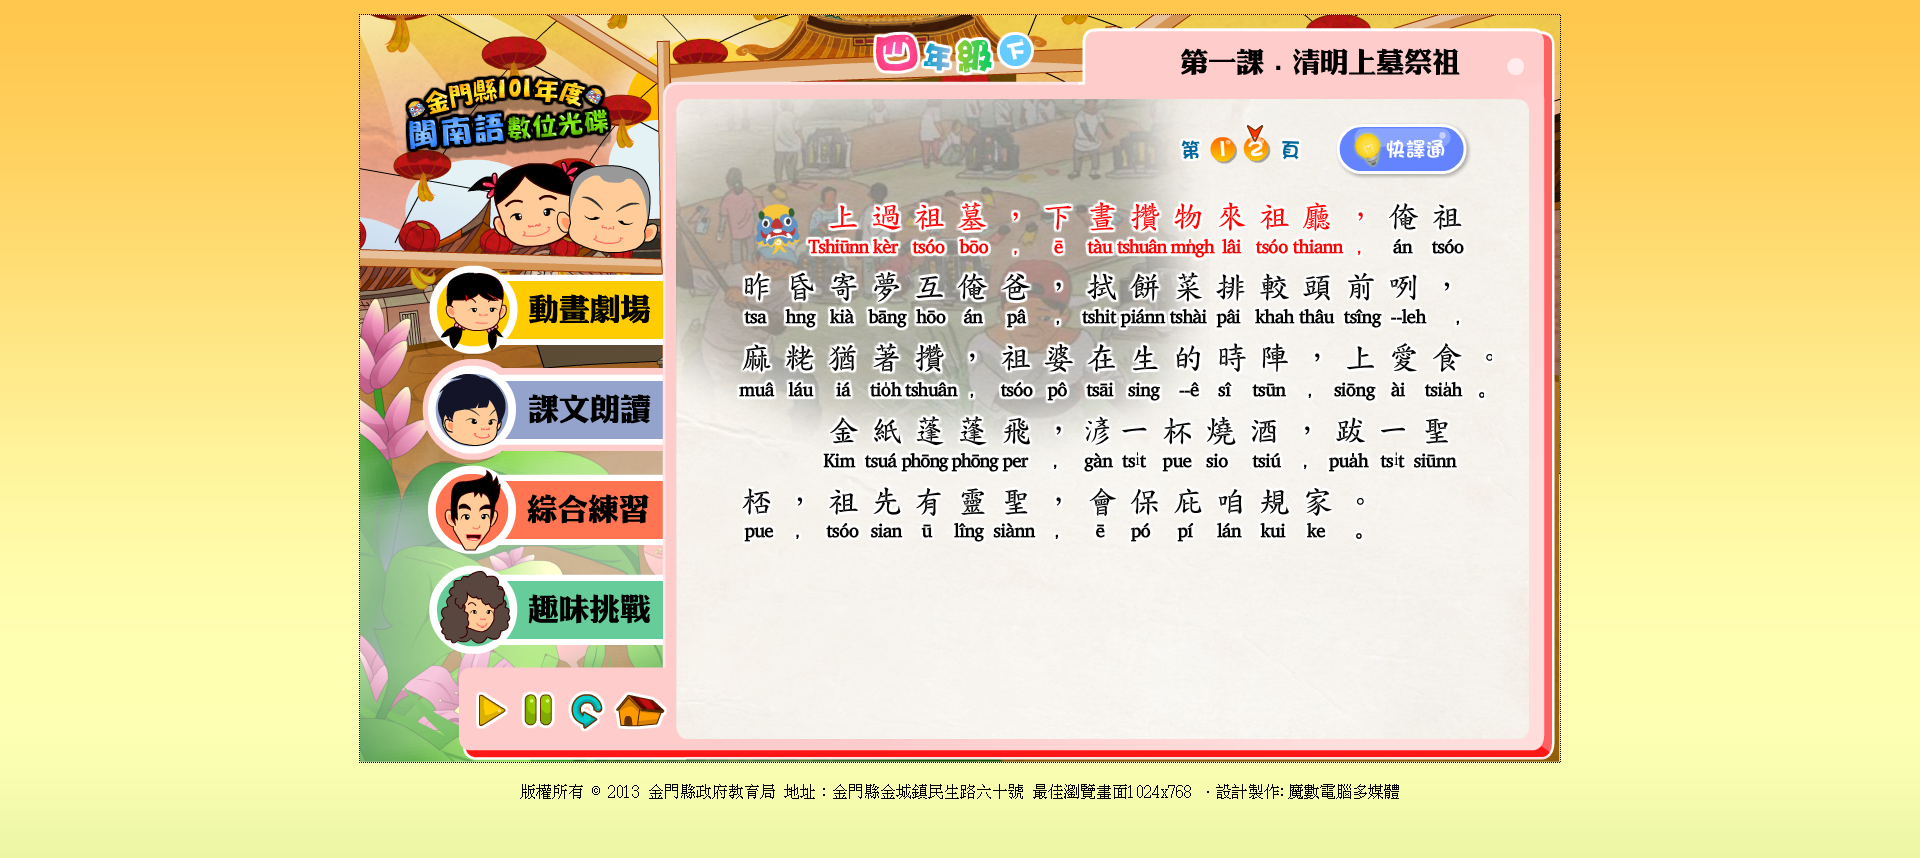 四年級下
第一課．清明上墓祭祖
金門縣101年度
閩南語數位光碟
第 1 2 頁
快譯通
上過祖墓，下晝攢物來祖廳，俺祖
Tshiūnn kèr tsóo bōo , ē tàu tshuân mn̍gh lâi tsóo thiann , án tsóo
昨昏寄夢互俺爸，拭餅菜排較頭前咧，
tsa hng kià bāng hōo án pâ , tshit piánn tshài pâi khah thâu tsîng --leh ,
麻粩猶著攢，祖婆在生的時陣，上愛食。
muâ láu iá tio̍h tshuân , tsóo pô tsāi sing --ê sî tsūn , siōng ài tsia̍h 。
金紙蓬蓬飛，滒一杯燒酒，跋一聖
Kim tsuá phōng phōng per , gàn tsi̍t pue sio tsiú , pua̍h tsi̍t siūnn
桮，祖先有靈聖，會保庇咱規家。
pue , tsóo sian ū lîng siànn , ē pó pí lán kui ke 。
動畫劇場
課文朗讀
綜合練習
趣味挑戰
版權所有 © 2013 金門縣政府教育局 地址：金門縣金城鎮民生路六十號 最佳瀏覽畫面1024x768 ．設計製作: 魔數電腦多媒體